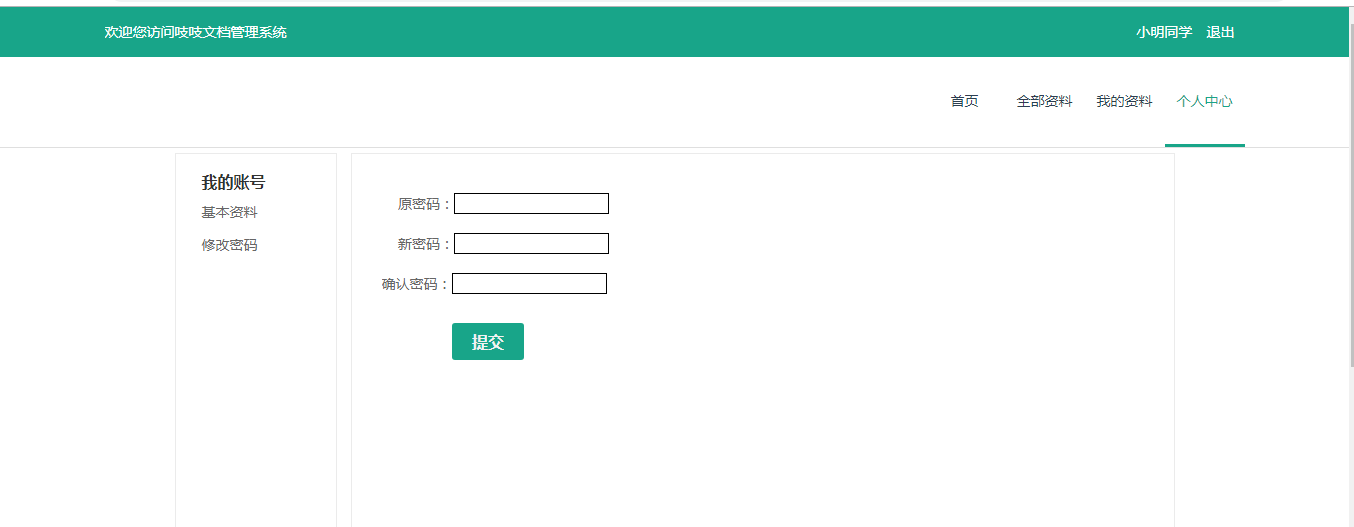 欢迎您访问吱吱文档管理系统 小明同学 退出
首页 全部资料 我的资料 个人中心
我的账号
基本资料
修改密码
原密码：
新密码：
确认密码：
提交